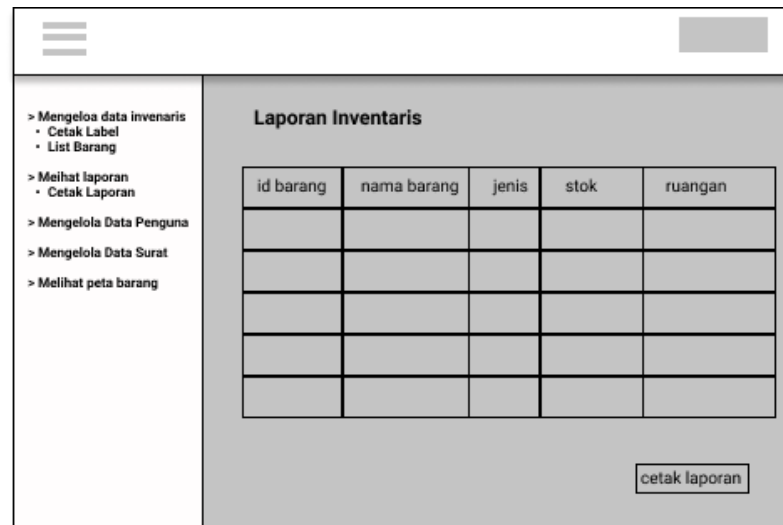 > Mengeloa data invenaris
• Cetak Label
• List Barang
> Meihat laporan
• Cetak Laporan
> Mengelola Data Penguna
> Mengelola Data Surat
> Melihat peta barang
Laporan Inventaris
id barang nama barang jenis stok ruangan
cetak laporan